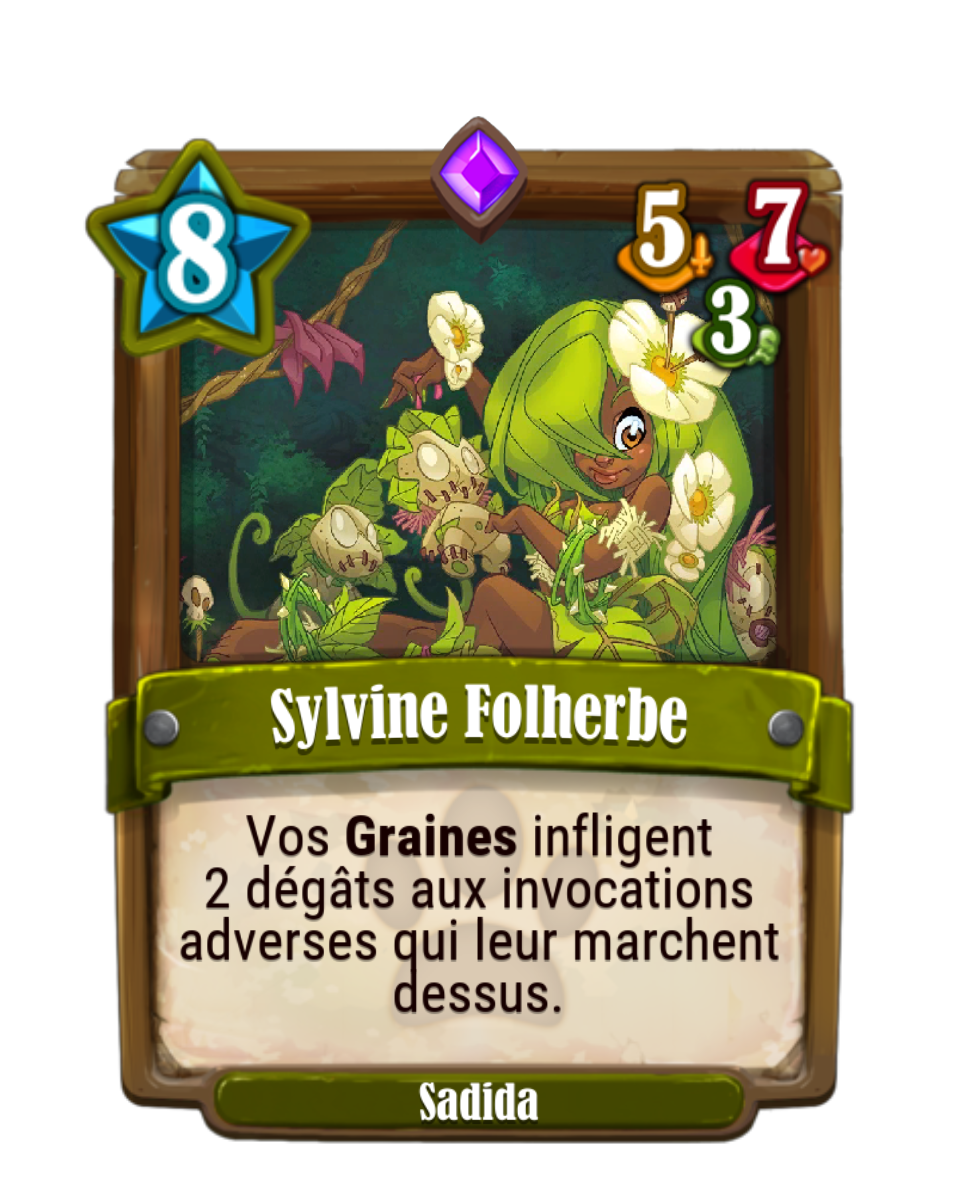 8
5
7
3
Sylvine Folherbe
Vos Graines infligent
2 dégâts aux invocations
adverses qui leur marchent
dessus.
Sadida